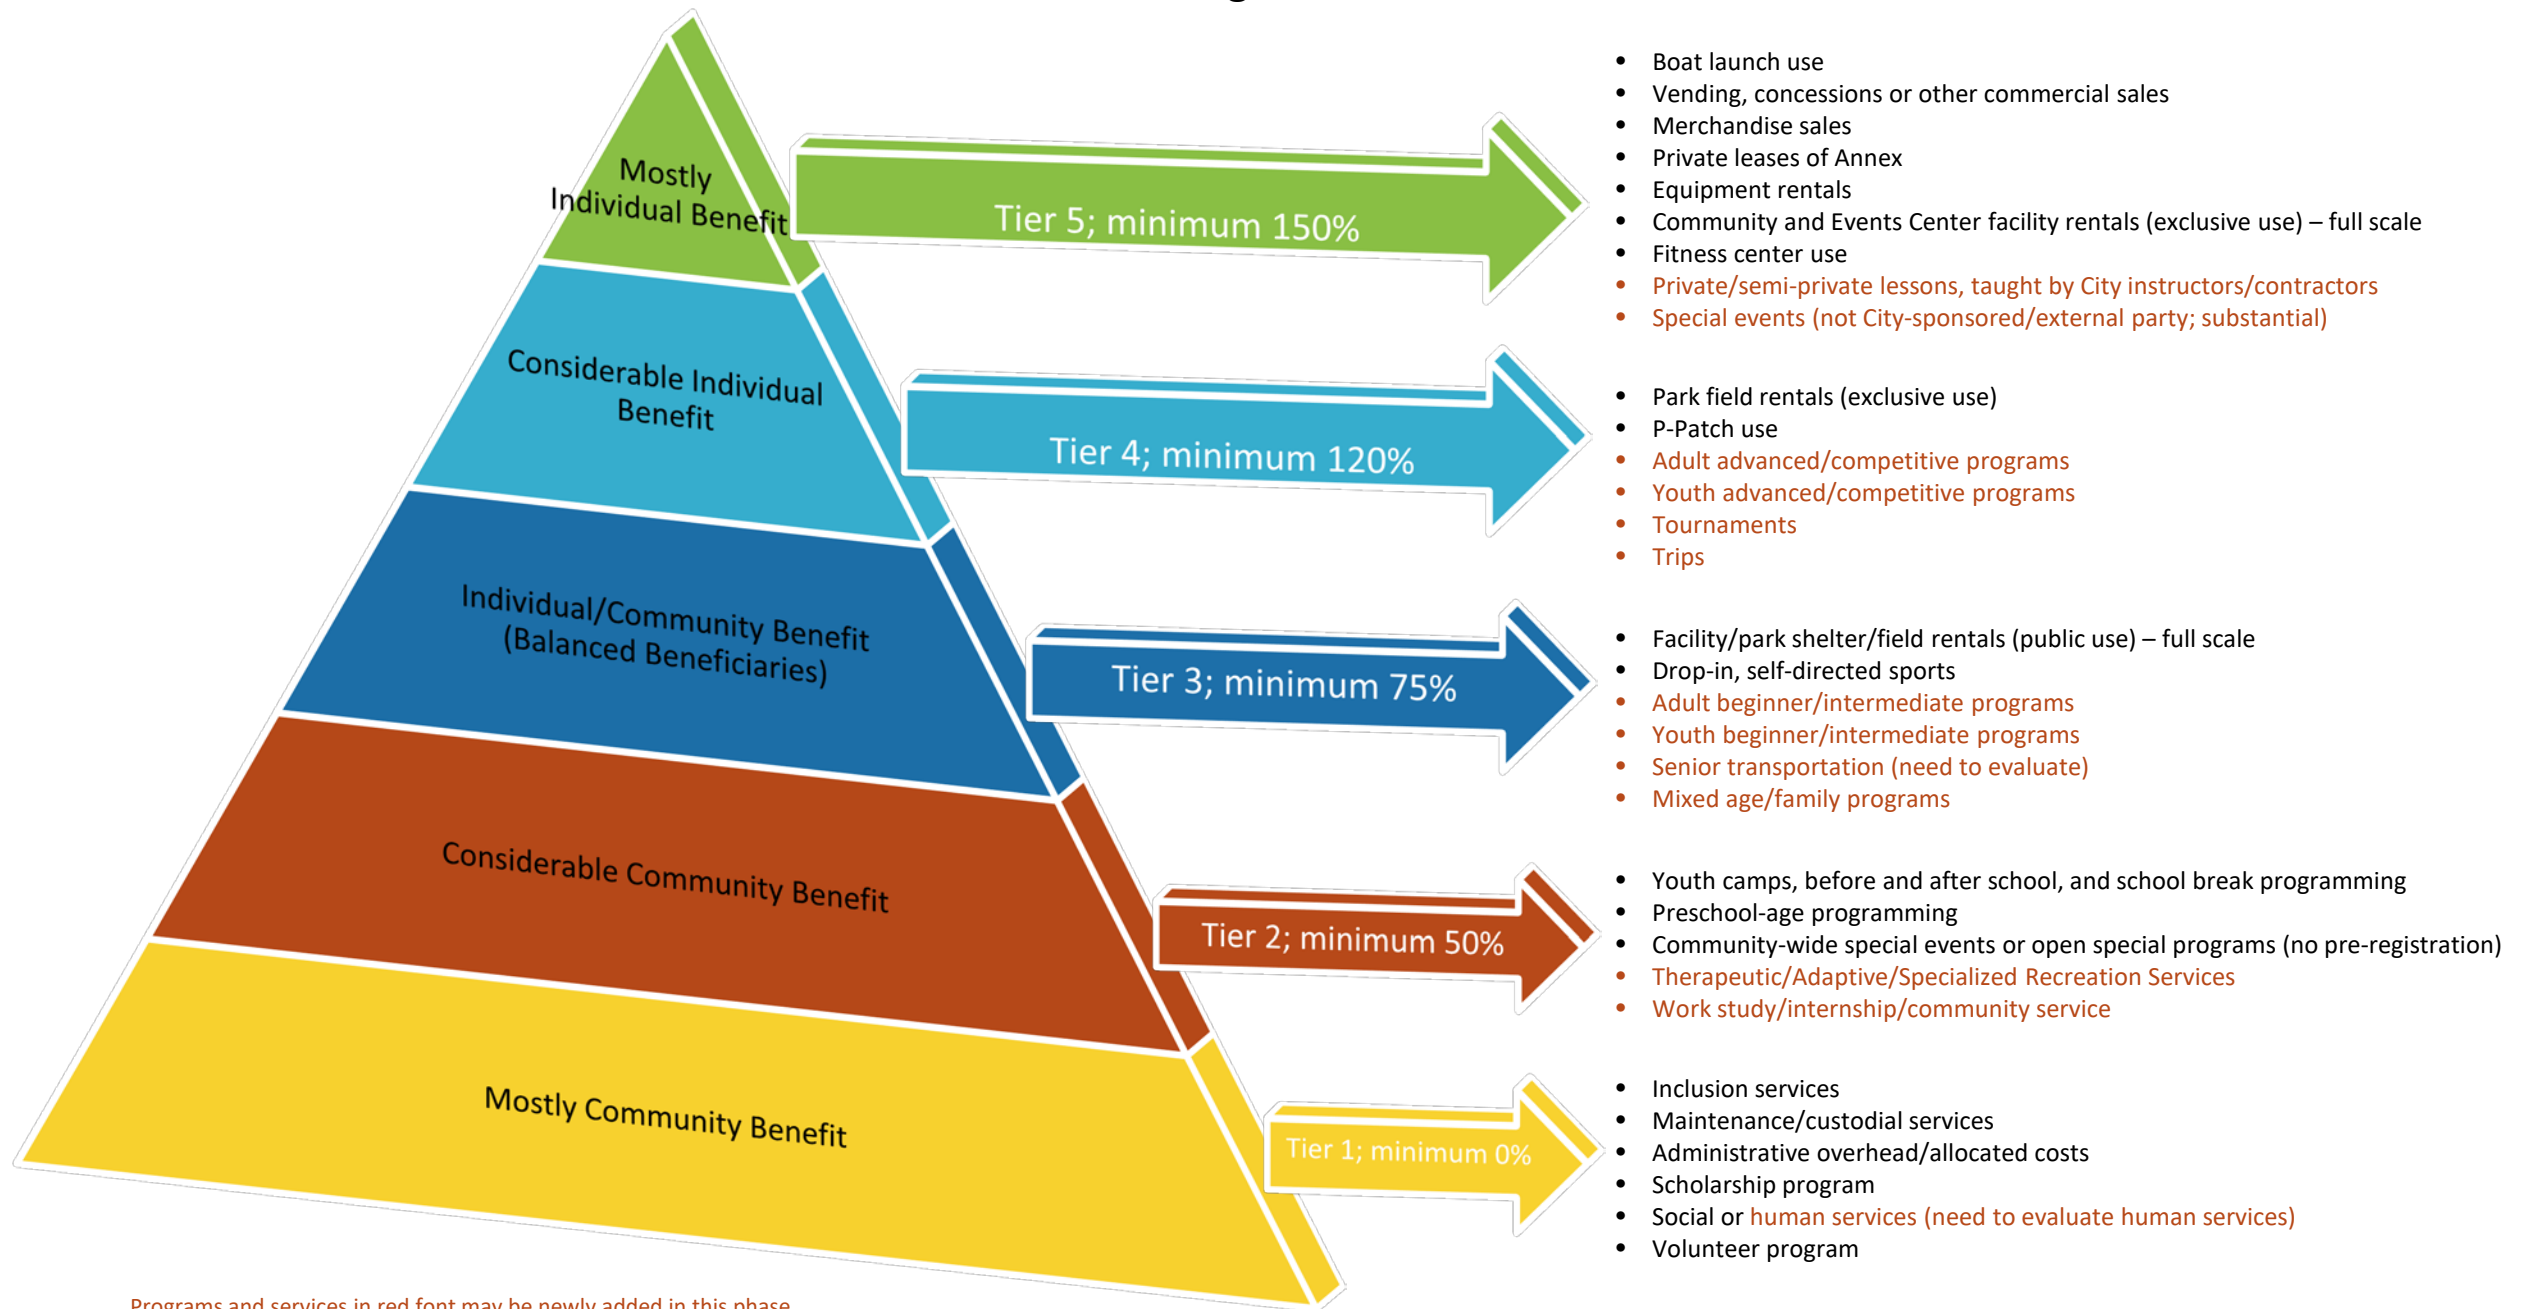 Mostly
Individual Benefit
Tier 5; minimum 150%
• Boat launch use
• Vending, concessions or other commercial sales
• Merchandise sales
• Private leases of Annex
• Equipment rentals
• Community and Events Center facility rentals (exclusive use) – full scale
• Fitness center use
• Private/semi-private lessons, taught by City instructors/contractors
• Special events (not City-sponsored/external party; substantial)
Considerable Individual
Benefit
Tier 4; minimum 120%
• Park field rentals (exclusive use)
• P-Patch use
• Adult advanced/competitive programs
• Youth advanced/competitive programs
• Tournaments
• Trips
Individual/Community Benefit
(Balanced Beneficiaries)
Tier 3; minimum 75%
• Facility/park shelter/field rentals (public use) – full scale
• Drop-in, self-directed sports
• Adult beginner/intermediate programs
• Youth beginner/intermediate programs
• Senior transportation (need to evaluate)
• Mixed age/family programs
Considerable Community Benefit
Tier 2; minimum 50%
• Youth camps, before and after school, and school break programming
• Preschool-age programming
• Community-wide special events or open special programs (no pre-registration)
• Therapeutic/Adaptive/Specialized Recreation Services
• Work study/internship/community service
Mostly Community Benefit
Tier 1; minimum 0%
• Inclusion services
• Maintenance/custodial services
• Administrative overhead/allocated costs
• Scholarship program
• Social or human services (need to evaluate human services)
• Volunteer program
Programs and services in red font may be newly added in this phase